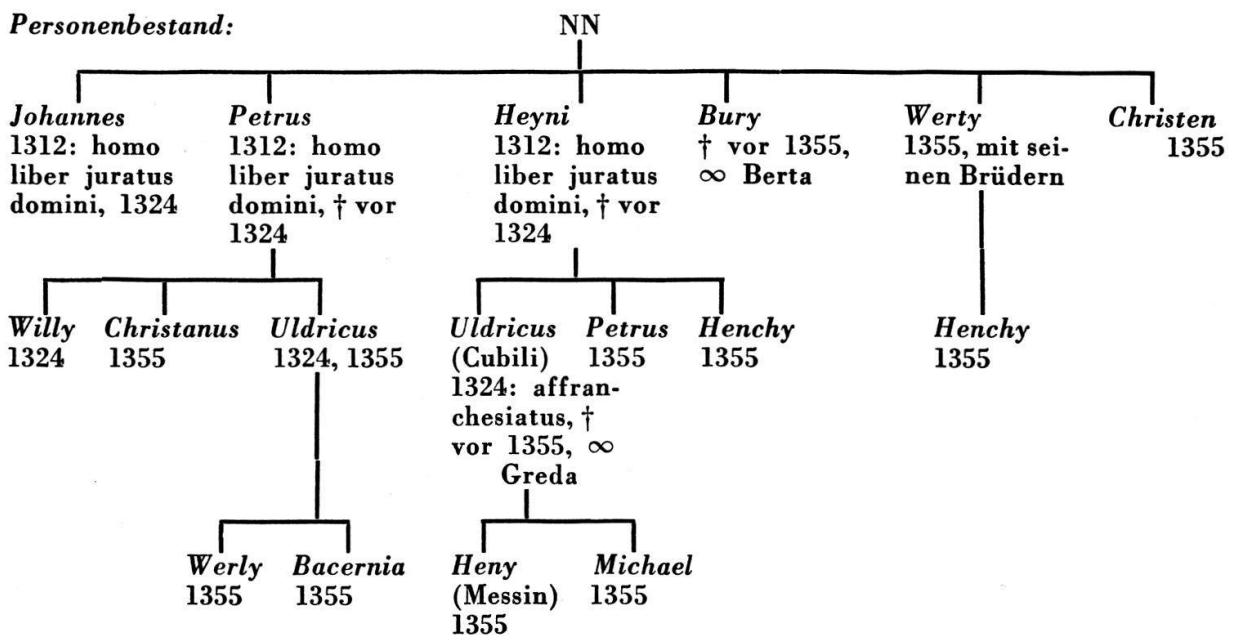 Personenbestand:
NN
Johannes
1312: homo
liber juratus
domini, 1324
Petrus
1312: homo
liber juratus
domini, † vor
1324
Heyni
1312: homo
liber juratus
domini, † vor
1324
Bury
† vor 1355,
∞ Berta
Werty
1355, mit sei-
nen Brüdern
Christen
1355
Willy
1324
Christanus
1355
Uldricus
1324, 1355
Uldricus
(Cubili)
1324: affran-
chesiatus, †
vor 1355, ∞
Greda
Petrus
1355
Henchy
1355
Henchy
1355
Werly
1355
Bacernia
1355
Heny
(Messin)
1355
Michael
1355